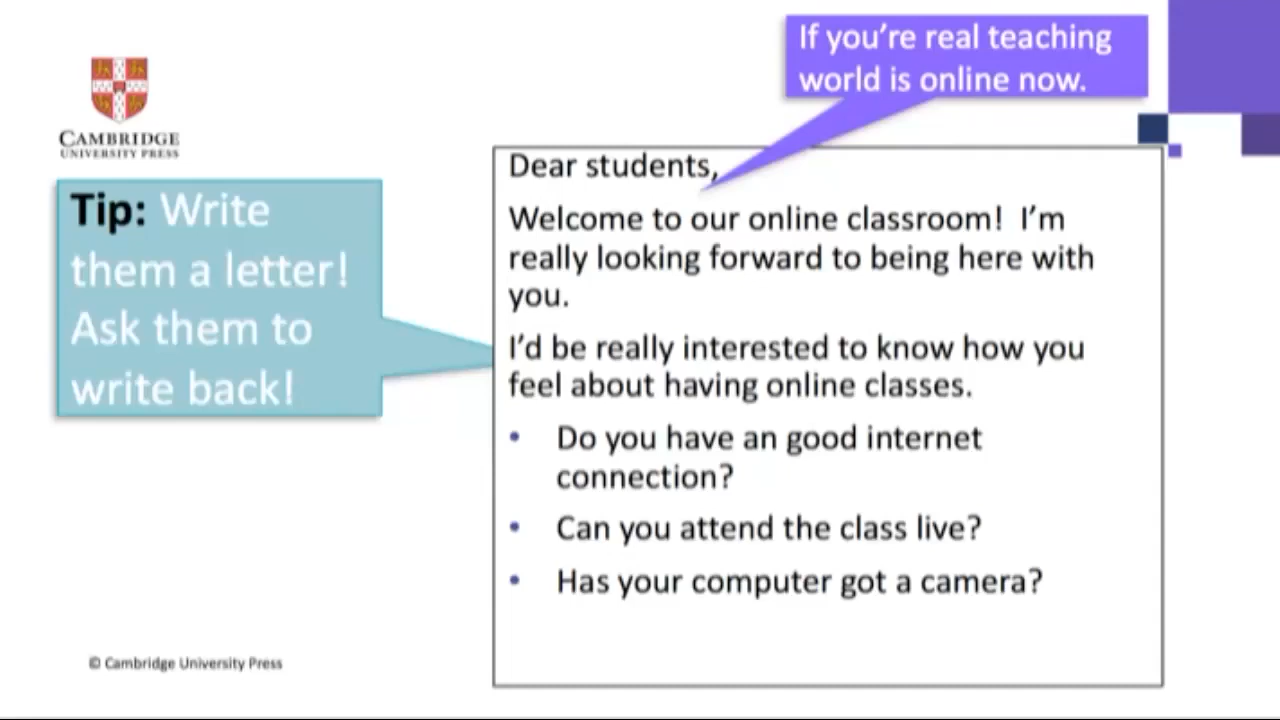 If you're real teaching
world is online now.
CAMBRIDGE
UNIVERSITY PRESS
Tip: Write
them a letter!
Ask them to
write back!
Dear students,
Welcome to our online classroom! I'm
really looking forward to being here with
you.
I'd be really interested to know how you
feel about having online classes.
• Do you have an good internet
connection?
• Can you attend the class live?
• Has your computer got a camera?
© Cambridge University Press